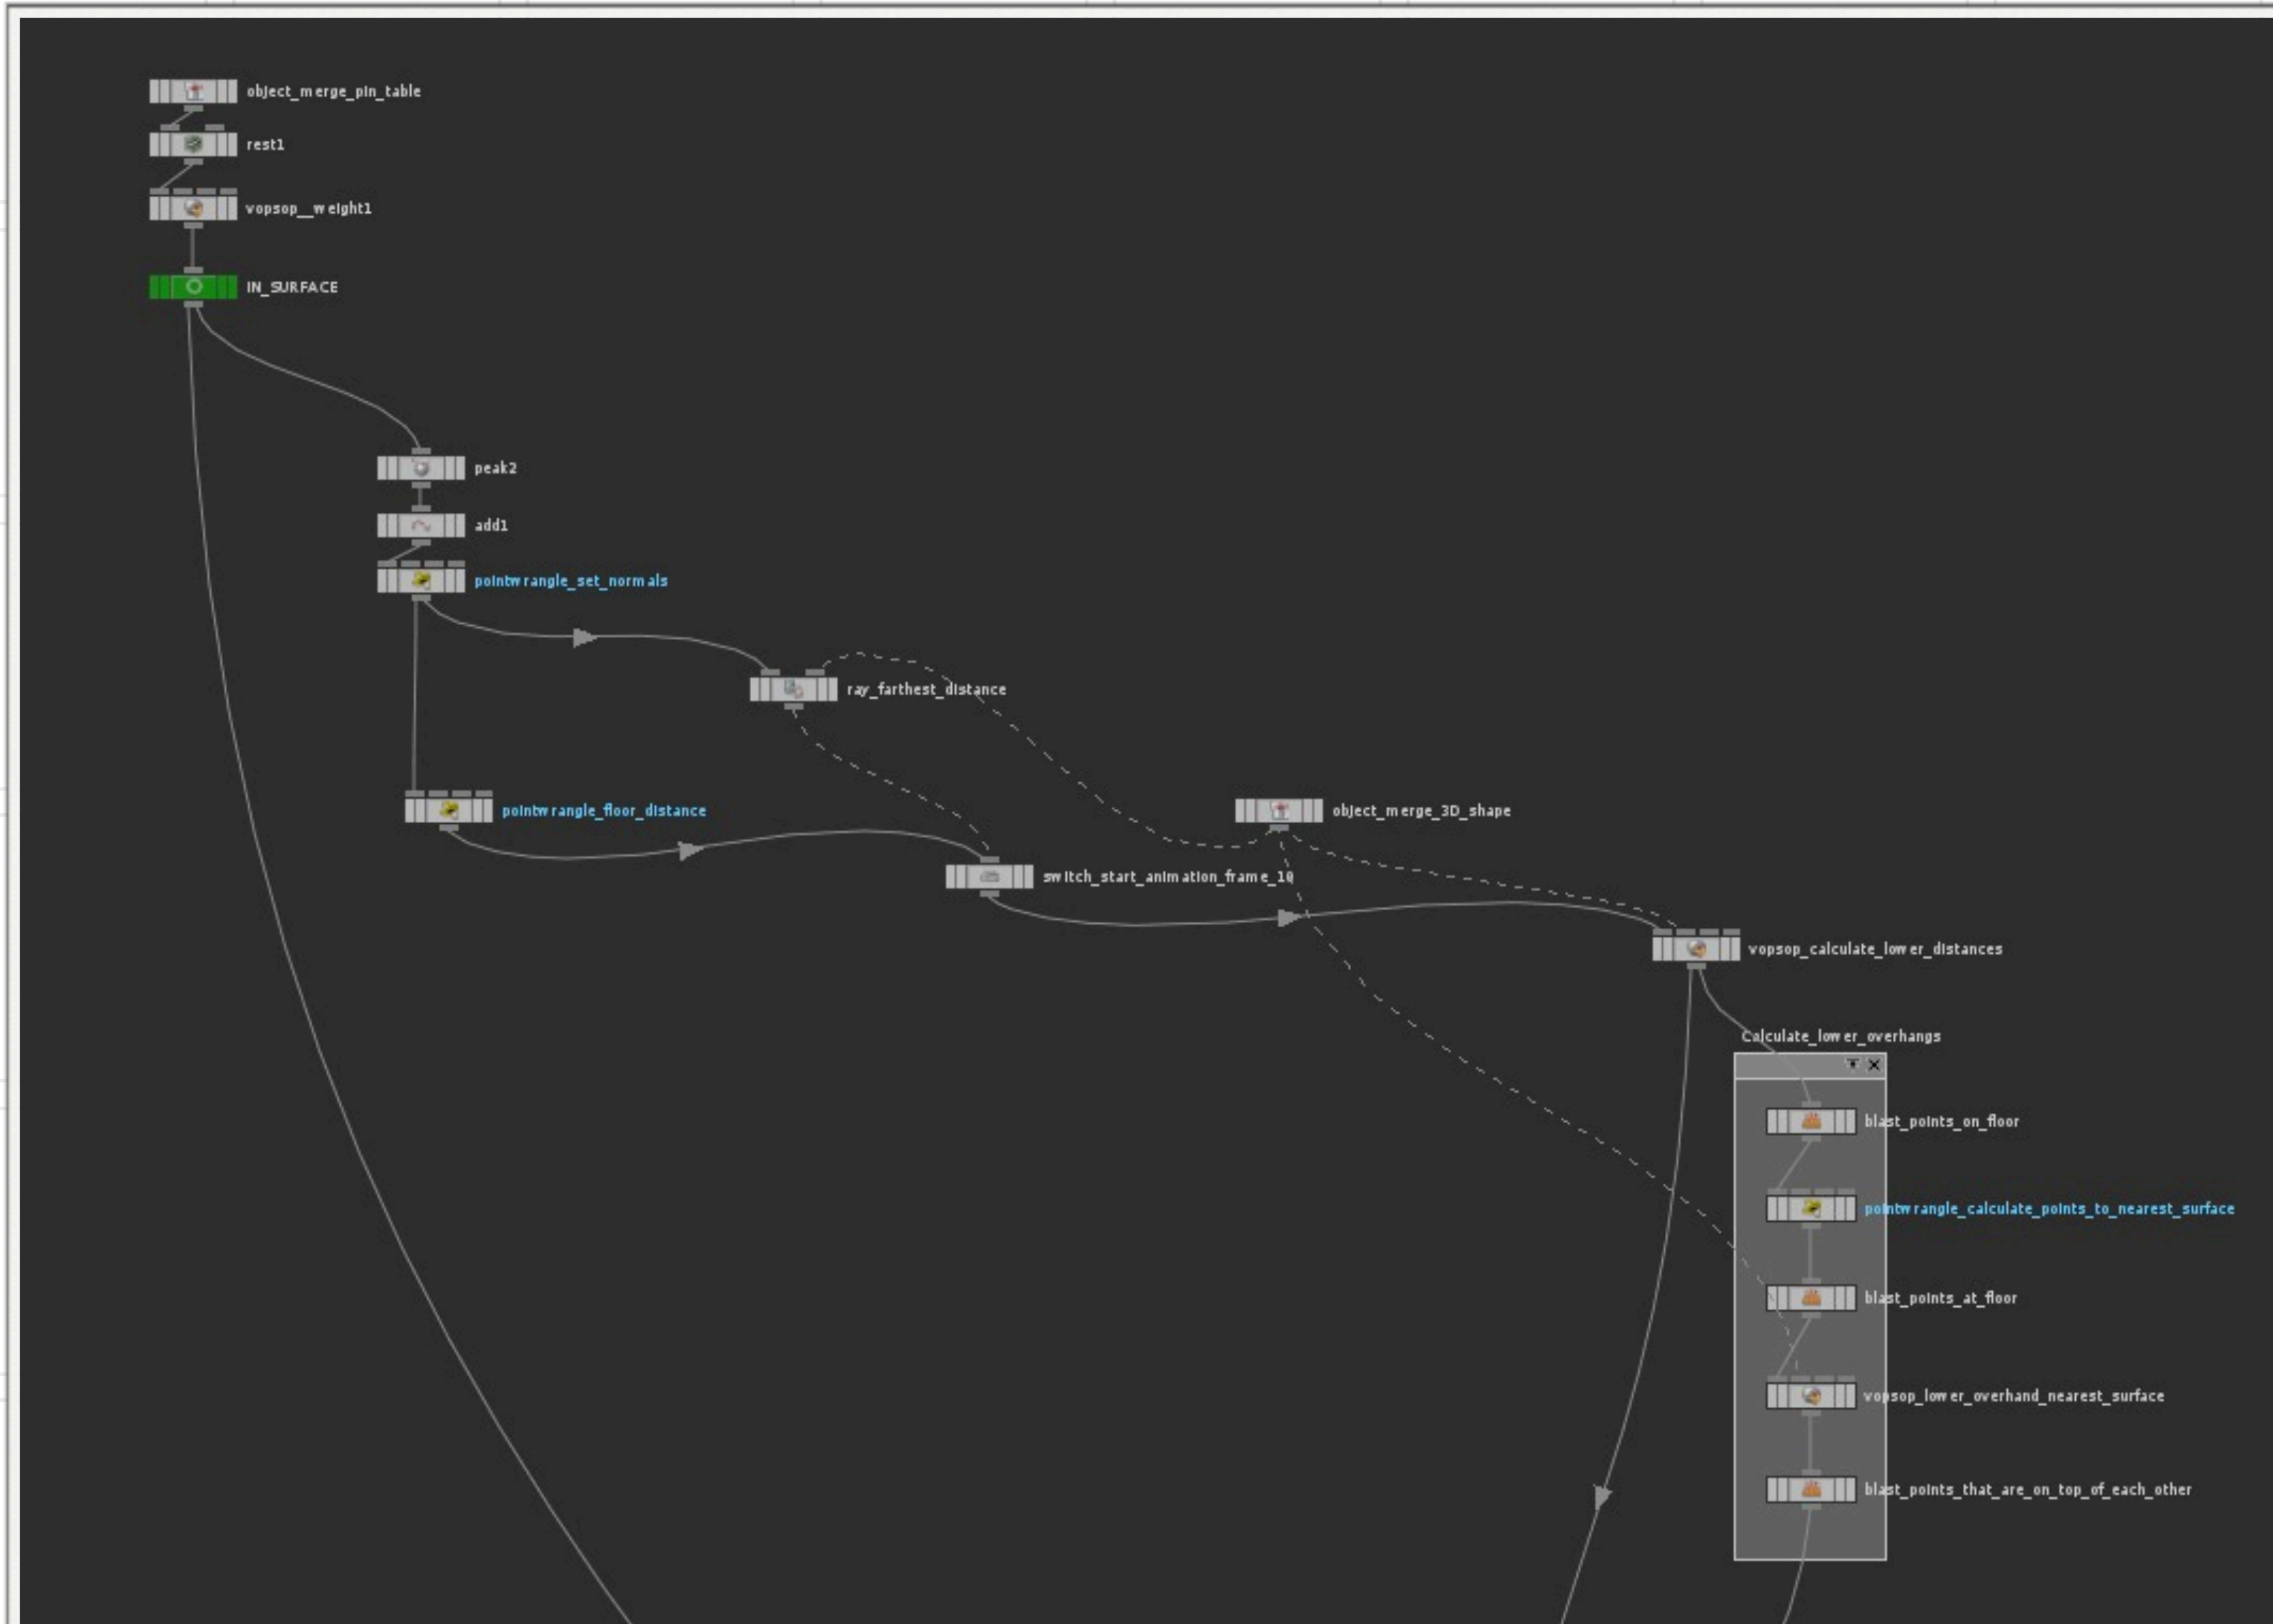 object_merge_pin_table
rest1
vopsop__weight1
IN_SURFACE
peak2
add1
pointwrangle_set_normals
ray_farthest_distance
pointwrangle_floor_distance
object_merge_3D_shape
switch_start_animation_frame_10
vopsop_calculate_lower_distances
Calculate_lower_overhangs
blast_points_on_floor
pointwrangle_calculate_points_to_nearest_surface
blast_points_at_floor
vopsop_lower_overhand_nearest_surface
blast_points_that_are_on_top_of_each_other